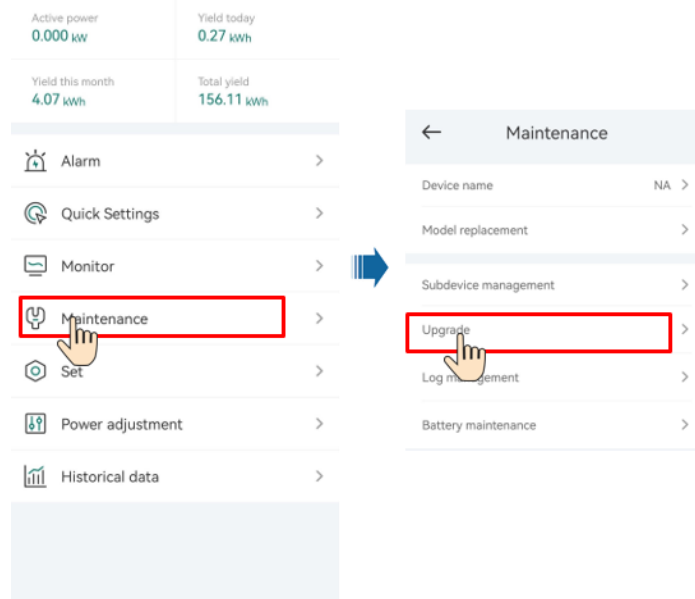 Active power
Yield today
0.000 kW
0.27 kWh
Yield this month
Total yield
4.07 kWh
156.11 kWh
Alarm
Quick Settings
Monitor
Maintenance
Set
Power adjustment
Historical data
Maintenance
Device name
NA
Model replacement
Subdevice management
Upgrade
Log management
Battery maintenance